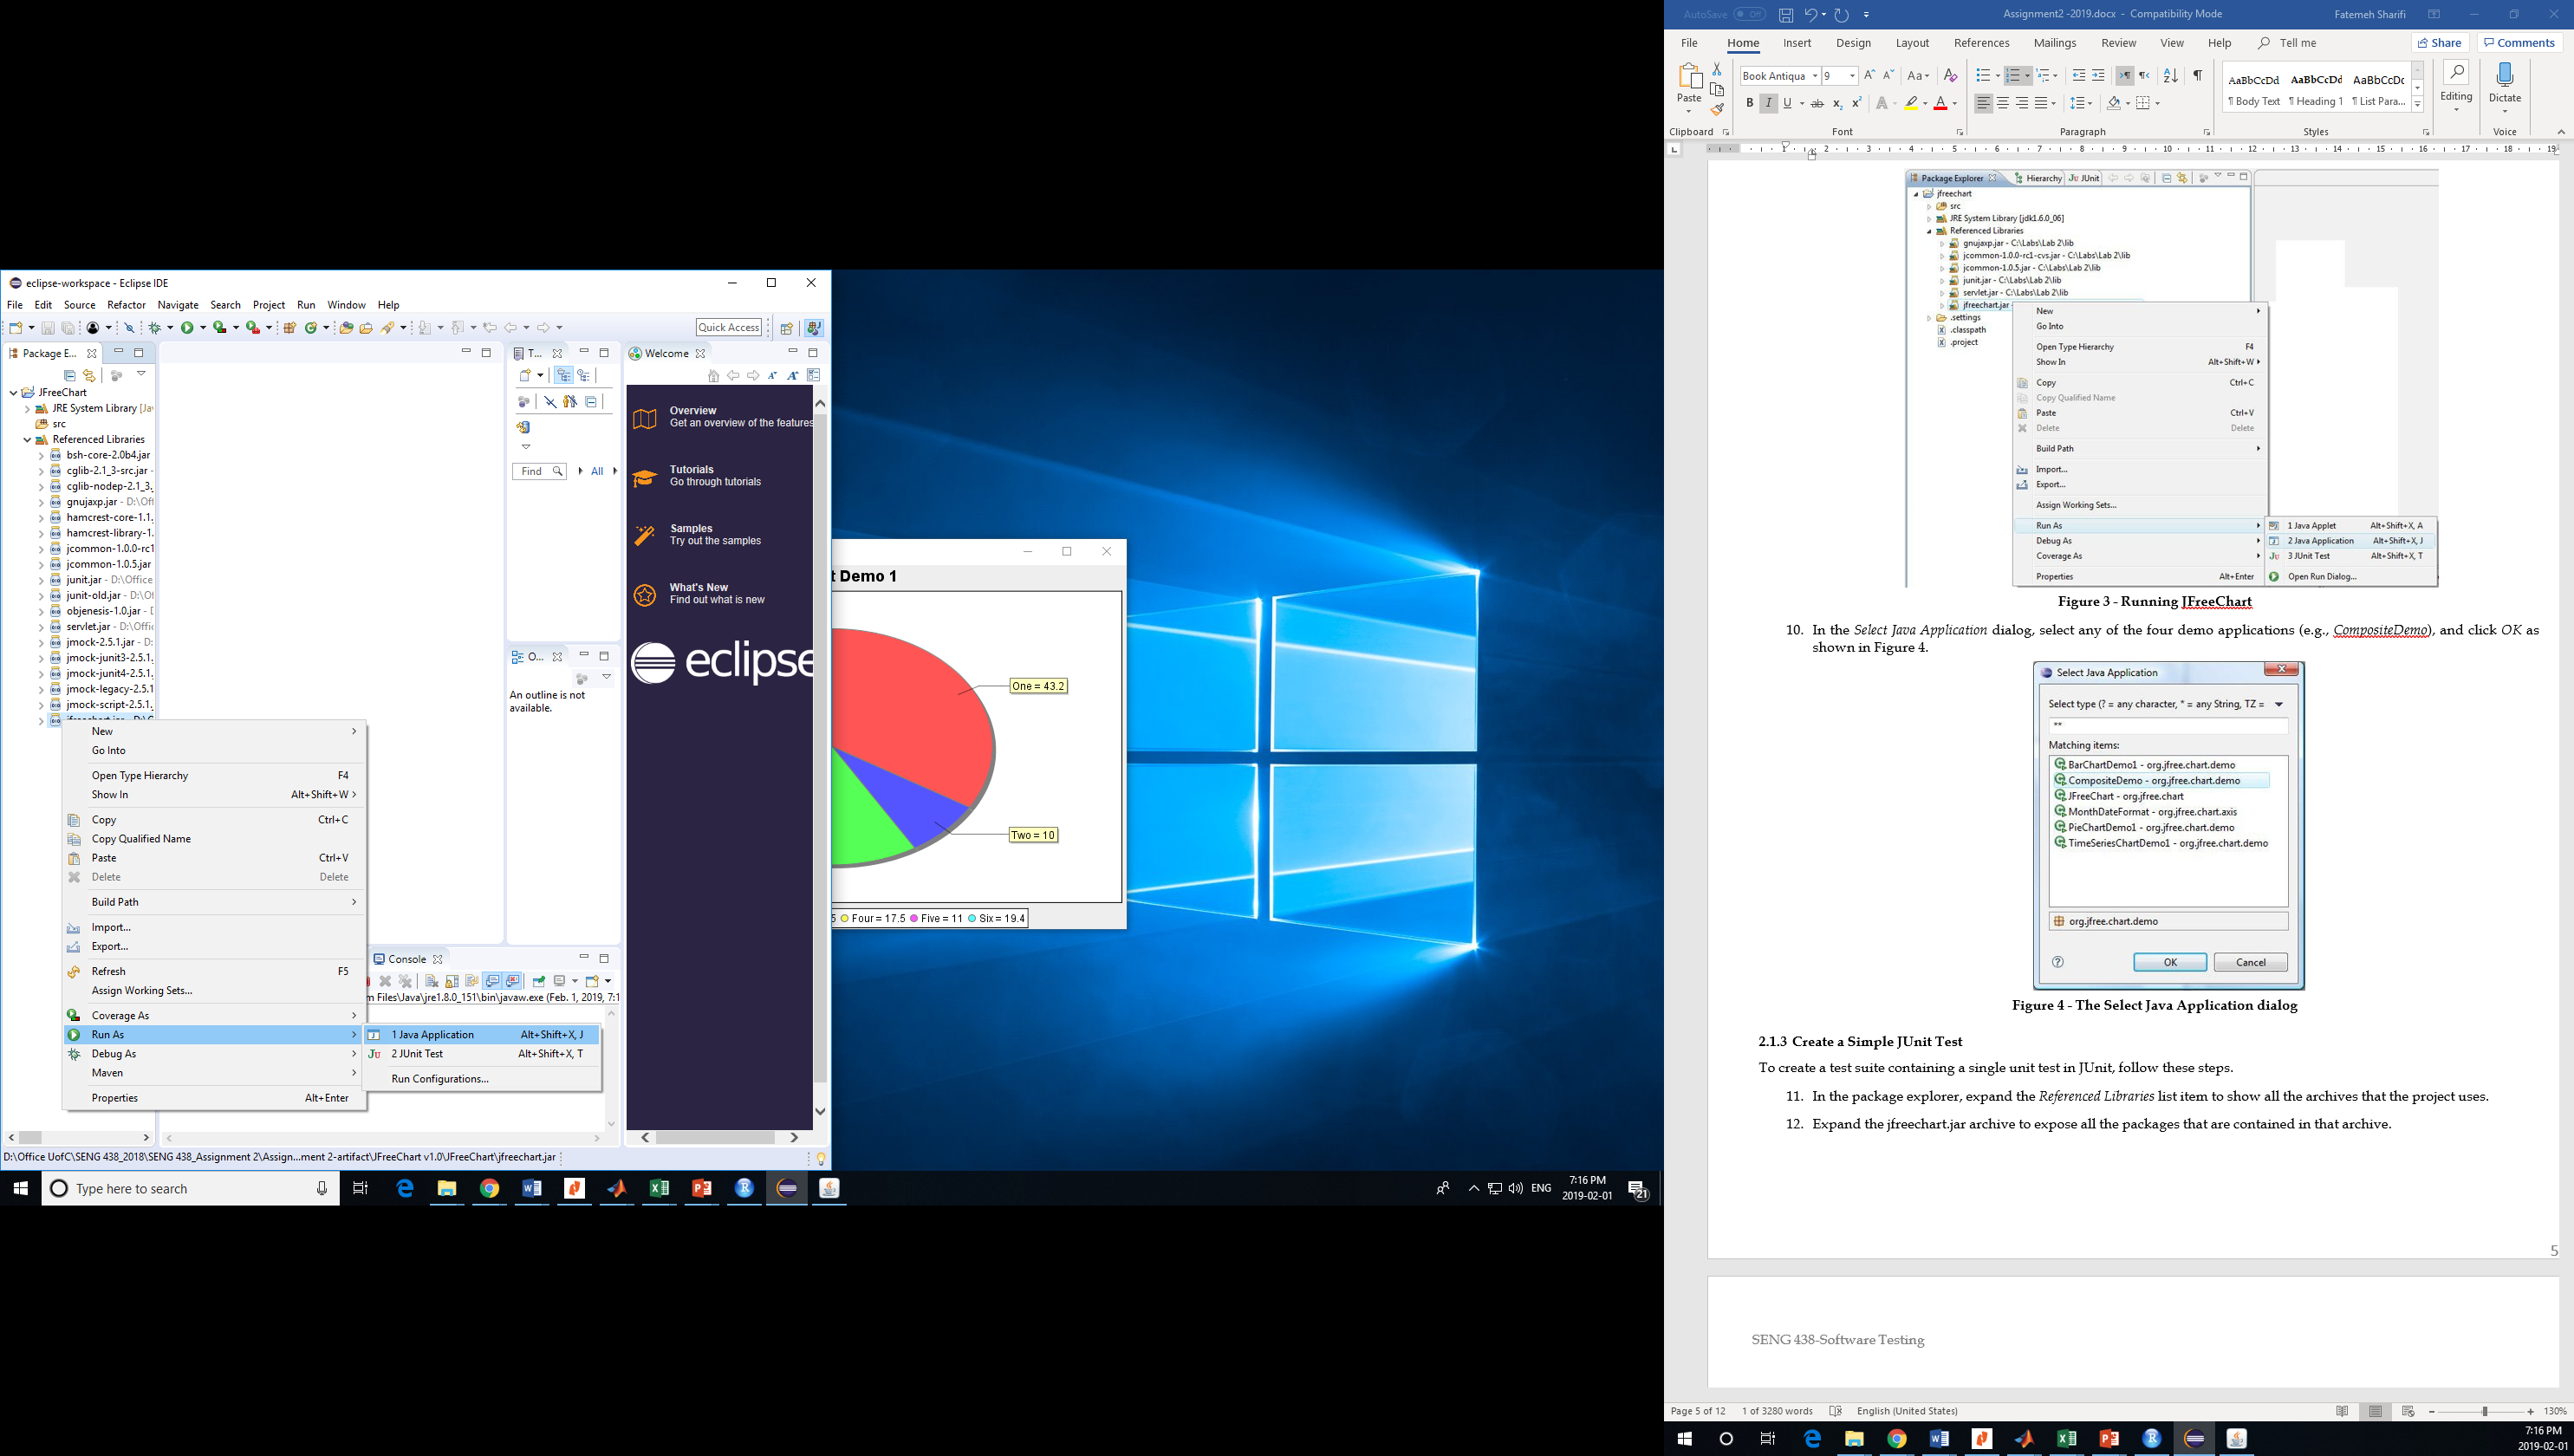 eclipse-workspace - Eclipse IDE
File Edit Source Refactor Navigate Search Project Run Window Help
Quick Access
Package E...
JFreeChart
JRE System Library [Jav
src
Referenced Libraries
bsh-core-2.0b4.jar
cglib-2.1_3-src.jar -
cglib-nodep-2.1_3.
gnujaxp.jar - D:\Off
hamcrest-core-1.1.
hamcrest-library-1.
jcommon-1.0.0-rc1
jcommon-1.0.5.jar
junit.jar - D:\Office
junit-old.jar - D:\Of
objenesis-1.0.jar - D
servlet.jar - D:\Offic
jmock-2.5.1.jar - D:
jmock-junit3-2.5.1.
jmock-junit4-2.5.1.
jmock-legacy-2.5.1
jmock-script-2.5.1.
New
Go Into
Open Type Hierarchy F4
Show In Alt+Shift+W
Copy Ctrl+C
Copy Qualified Name
Paste Ctrl+V
Delete Delete
Build Path
Import...
Export...
Refresh F5
Assign Working Sets...
Coverage As
Run As
Debug As
Maven
Properties Alt+Enter
1 Java Application Alt+Shift+X, J
2 JUnit Test Alt+Shift+X, T
Run Configurations...
T...
Find All
O...
An outline is not
available.
Console
m Files\Java\jre1.8.0_151\bin\javaw.exe (Feb. 1, 2019, 7:1
Welcome
Overview
Get an overview of the features
Tutorials
Go through tutorials
Samples
Try out the samples
What's New
Find out what is new
eclipse
D:\Office UofC\SENG 438_2018\SENG 438_Assignment 2\Assign...ment 2-artifact\JFreeChart v1.0\JFreeChart\jfreechart.jar
t Demo 1
One = 43.2
Two = 10
5 Four = 17.5 Five = 11 Six = 19.4
Type here to search
ENG
7:16 PM
2019-02-01
21
AutoSave Off
Assignment2 -2019.docx - Compatibility Mode
Fatemeh Sharifi
File Home Insert Design Layout References Mailings Review View Help Tell me
Share Comments
Paste
Book Antiqua 9
AaBbCcDd AaBbCcDd AaBbCcDc
¶ Body Text ¶ Heading 1 ¶ List Para...
Editing
Dictate
Clipboard Font Paragraph Styles Voice
1 2 3 4 5 6 7 8 9 10 11 12 13 14 15 16 17 18 19
Package Explorer Hierarchy JUnit
jfreechart
src
JRE System Library [jdk1.6.0_06]
Referenced Libraries
gnujaxp.jar - C:\Labs\Lab 2\lib
jcommon-1.0.0-rc1-cvs.jar - C:\Labs\Lab 2\lib
jcommon-1.0.5.jar - C:\Labs\Lab 2\lib
junit.jar - C:\Labs\Lab 2\lib
servlet.jar - C:\Labs\Lab 2\lib
jfreechart.jar
.settings
.classpath
.project
New
Go Into
Open Type Hierarchy F4
Show In Alt+Shift+W
Copy Ctrl+C
Copy Qualified Name
Paste Ctrl+V
Delete Delete
Build Path
Import...
Export...
Assign Working Sets...
Run As
Debug As
Coverage As
Properties Alt+Enter
1 Java Applet Alt+Shift+X, A
2 Java Application Alt+Shift+X, J
3 JUnit Test Alt+Shift+X, T
Open Run Dialog...
Figure 3 - Running JFreeChart
10. In the Select Java Application dialog, select any of the four demo applications (e.g., CompositeDemo), and click OK as
shown in Figure 4.
Select Java Application
Select type (? = any character, * = any String, TZ =
**
Matching items:
BarChartDemo1 - org.jfree.chart.demo
CompositeDemo - org.jfree.chart.demo
JFreeChart - org.jfree.chart
MonthDateFormat - org.jfree.chart.axis
PieChartDemo1 - org.jfree.chart.demo
TimeSeriesChartDemo1 - org.jfree.chart.demo
org.jfree.chart.demo
OK Cancel
Figure 4 - The Select Java Application dialog
2.1.3 Create a Simple JUnit Test
To create a test suite containing a single unit test in JUnit, follow these steps.
11. In the package explorer, expand the Referenced Libraries list item to show all the archives that the project uses.
12. Expand the jfreechart.jar archive to expose all the packages that are contained in that archive.
5
SENG 438-Software Testing
Page 5 of 12 1 of 3280 words English (United States)
130%
7:16 PM
2019-02-01